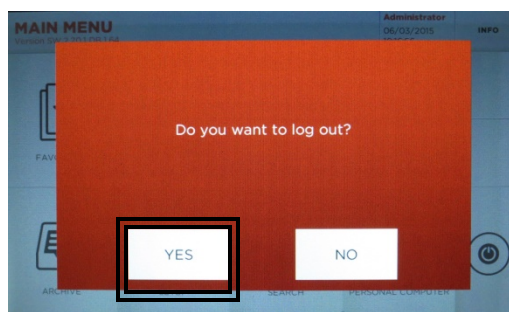 MAIN MENU
Administrator
06/03/2015
INFO
Do you want to log out?
YES
NO
ARCHIVE
SEARCH
PERSONAL COMPUTER